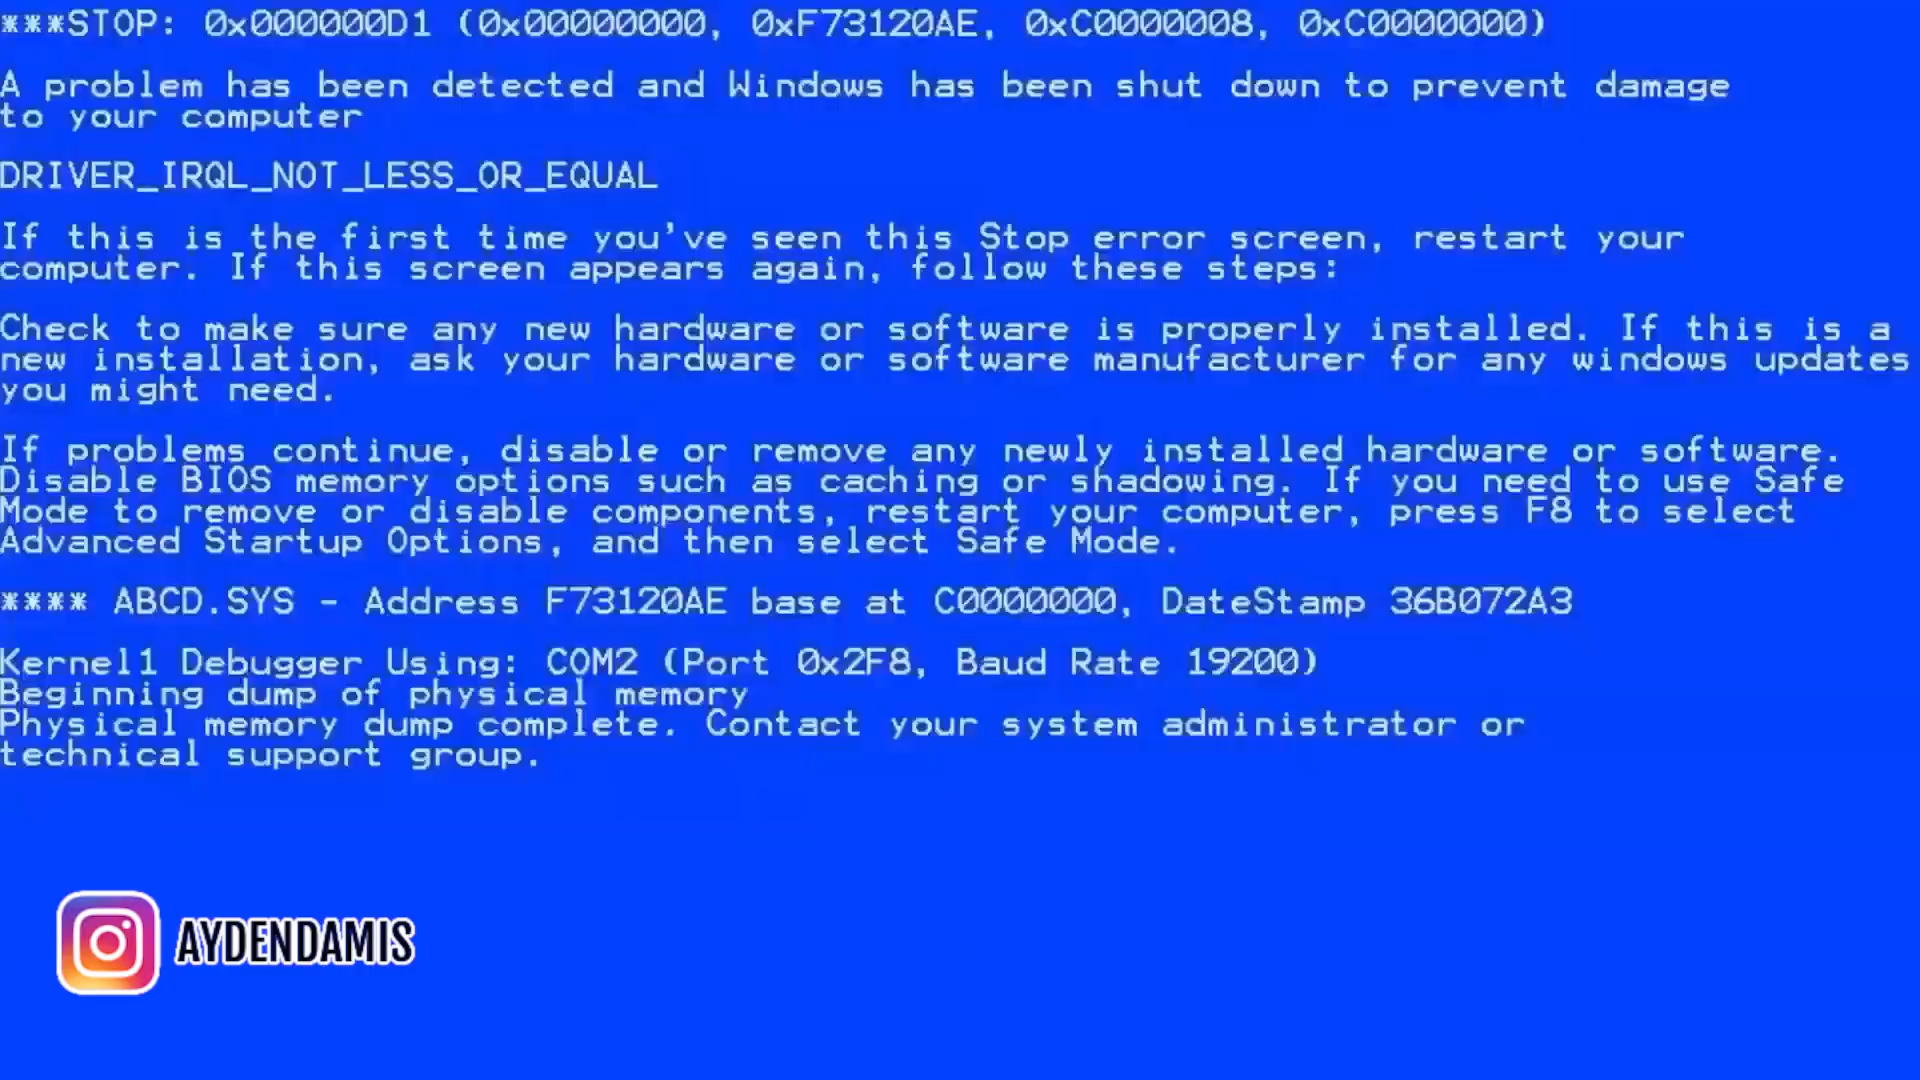 ***STOP: 0x000000D1 (0x00000000, 0xF73120AE, 0xC0000008, 0xC0000000)
A problem has been detected and Windows has been shut down to prevent damage
to your computer
DRIVER_IRQL_NOT_LESS_OR_EQUAL
If this is the first time you've seen this Stop error screen, restart your
computer. If this screen appears again, follow these steps:
Check to make sure any new hardware or software is properly installed. If this is a
new installation, ask your hardware or software manufacturer for any windows updates
you might need.
If problems continue, disable or remove any newly installed hardware or software.
Disable BIOS memory options such as caching or shadowing. If you need to use Safe
Mode to remove or disable components, restart your computer, press F8 to select
Advanced Startup Options, and then select Safe Mode.
**** ABCD.SYS - Address F73120AE base at C0000000, DateStamp 36B072A3
Kernel1 Debugger Using: COM2 (Port 0x2F8, Baud Rate 19200)
Beginning dump of physical memory
Physical memory dump complete. Contact your system administrator or
technical support group.
AYDENDAMIS